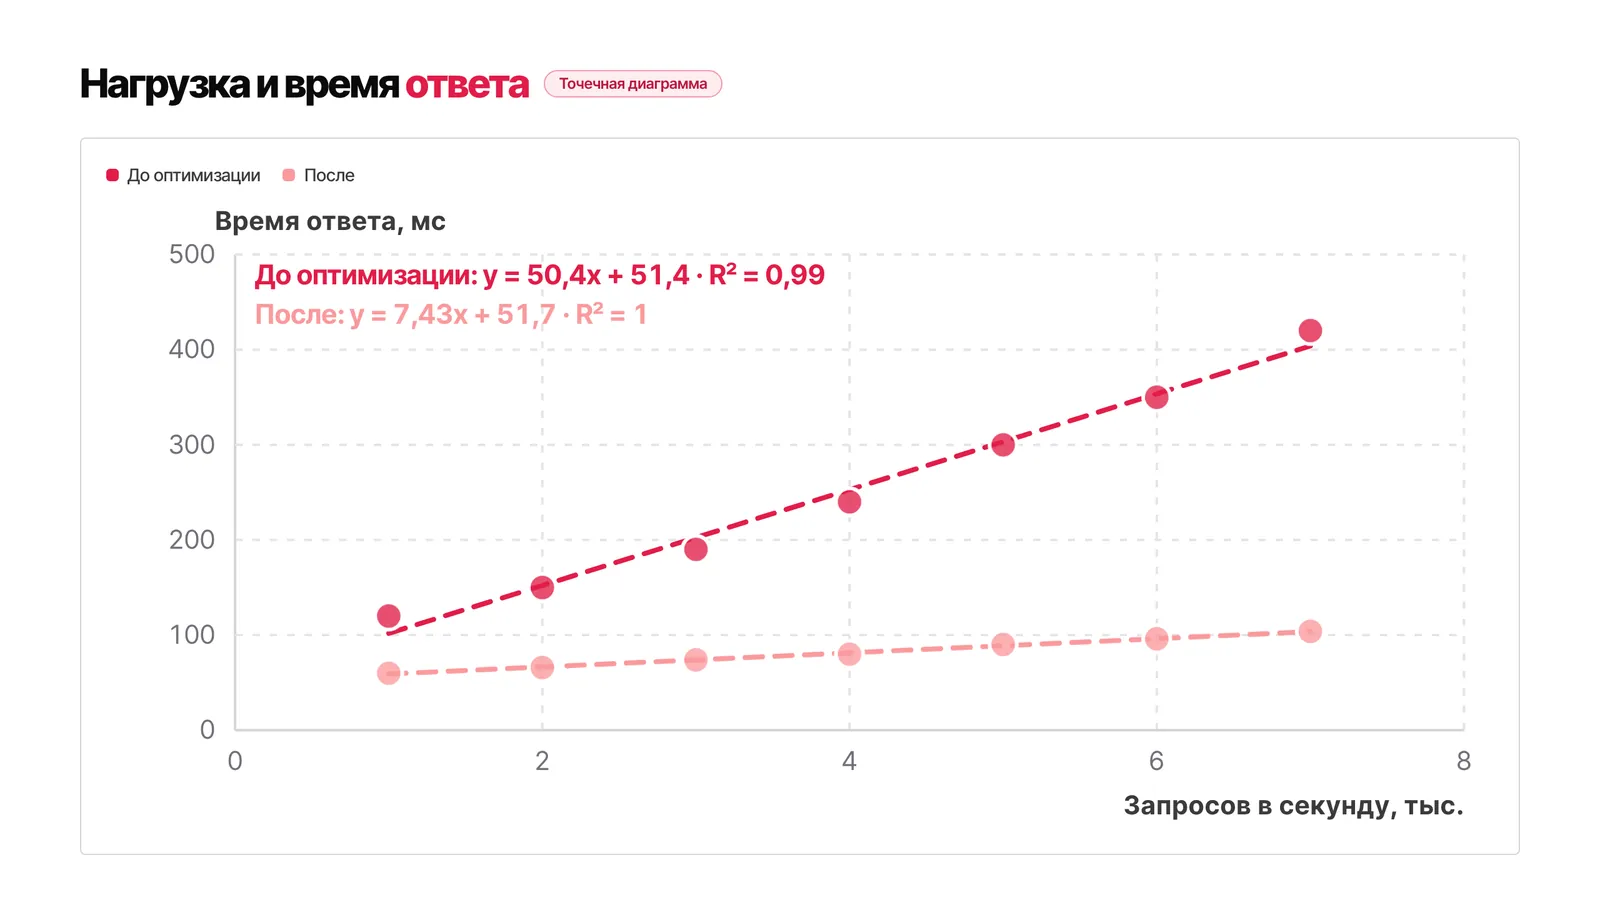 Нагрузка и время ответа
Точечная диаграмма
До оптимизации
После
Время ответа, мс
500
До оптимизации: y = 50,4x + 51,4 · R² = 0,99
После: y = 7,43x + 51,7 · R² = 1
400
300
200
100
0
0 2 4 6 8
Запросов в секунду, тыс.